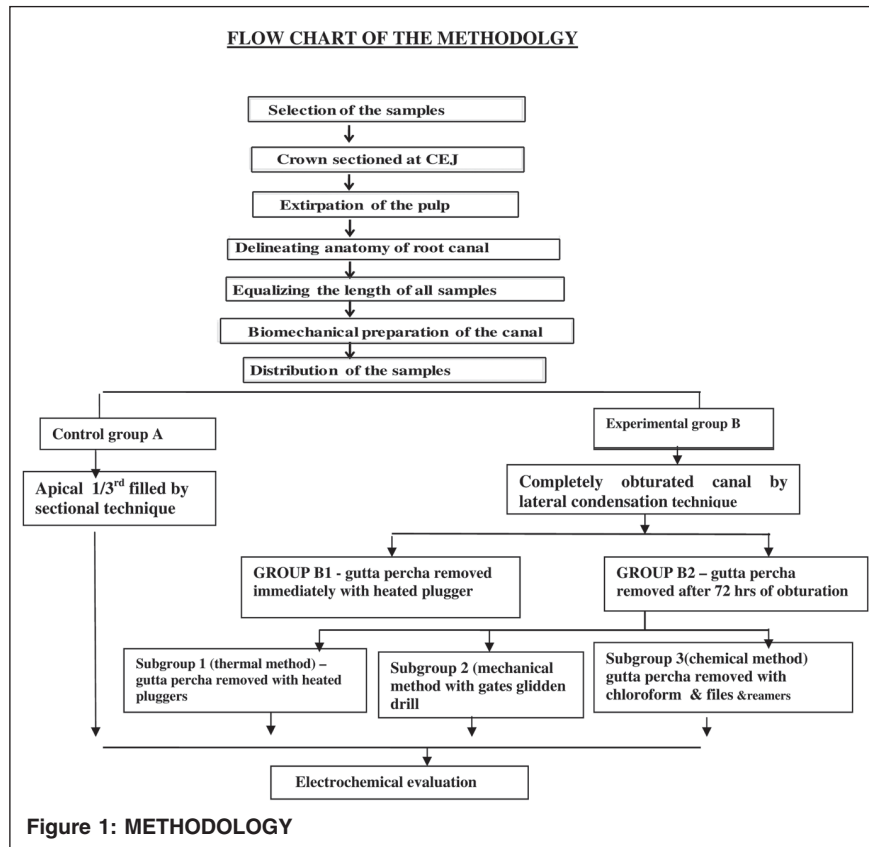 FLOW CHART OF THE METHODOLGY
Selection of the samples
Crown sectioned at CEJ
Extirpation of the pulp
Delineating anatomy of root canal
Equalizing the length of all samples
Biomechanical preparation of the canal
Distribution of the samples
Control group A
Experimental group B
Apical 1/3rd filled by
sectional technique
Completely obturated canal by
lateral condensation technique
GROUP B1 - gutta percha removed
immediately with heated plugger
GROUP B2 – gutta percha
removed after 72 hrs of obturation
Subgroup 1 (thermal method) –
gutta percha removed with heated
pluggers
Subgroup 2 (mechanical
method with gates glidden
drill
Subgroup 3(chemical method)
gutta percha removed with
chloroform & files &reamers
Electrochemical evaluation
Figure 1: METHODOLOGY